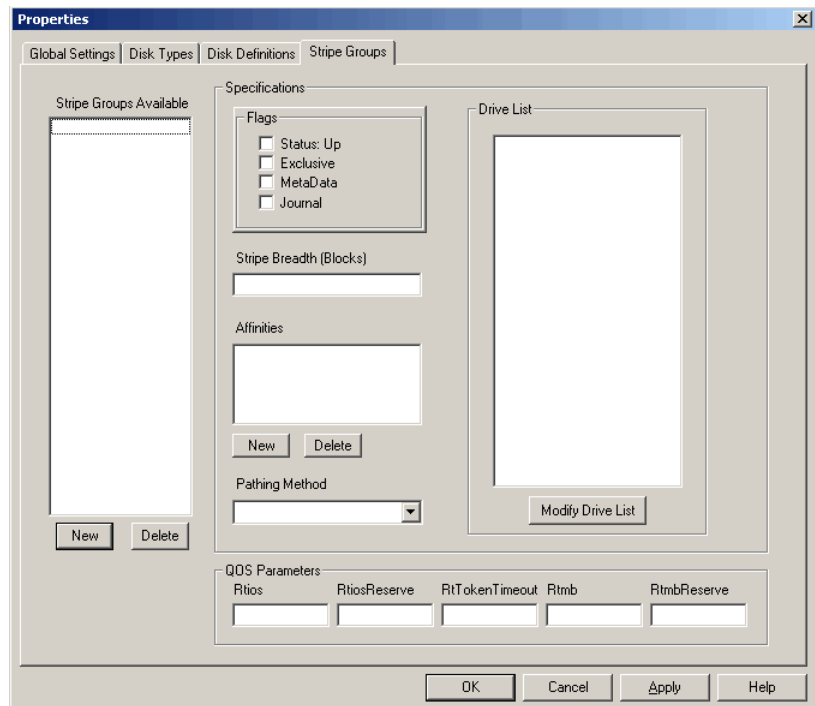 Properties
Global Settings
Disk Types
Disk Definitions
Stripe Groups
Stripe Groups Available
New
Delete
Specifications
Flags
Status: Up
Exclusive
MetaData
Journal
Stripe Breadth (Blocks)
Affinities
New
Delete
Pathing Method
Drive List
Modify Drive List
QOS Parameters
Rtios
RtiosReserve
RtTokenTimeout
Rtmb
RtmbReserve
OK
Cancel
Apply
Help